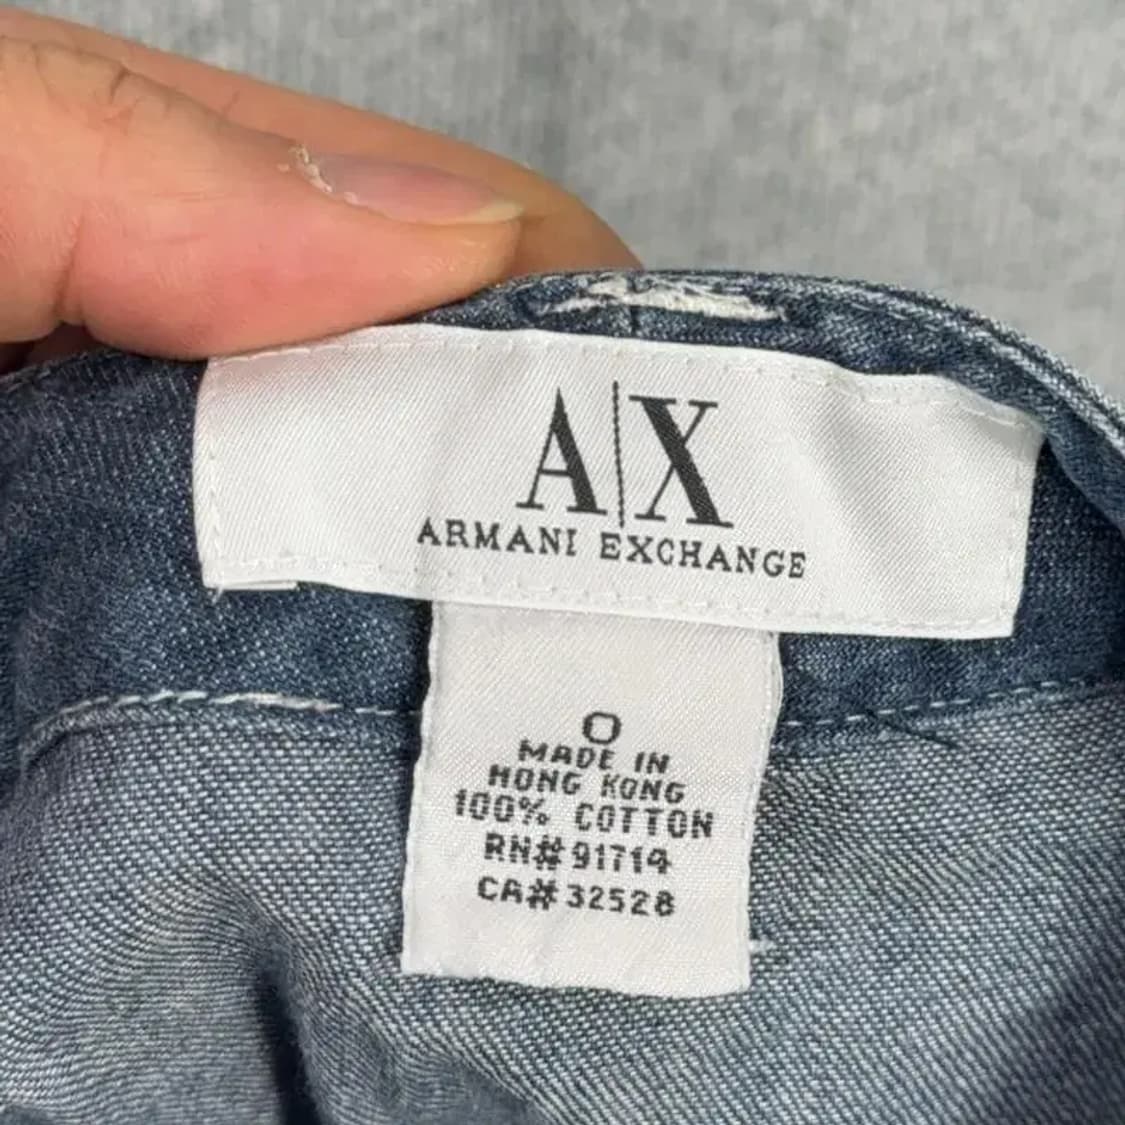 A|X
ARMANI EXCHANGE
0
MADE IN
HONG KONG
100% COTTON
RN# 91714
CA# 32528